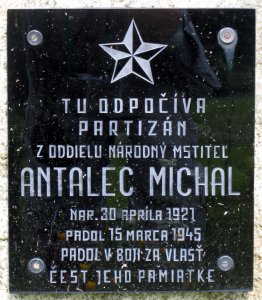 TU ODPOČÍVA
PARTIZÁN
Z ODDIELU NÁRODNÝ MSTITEĽ
ANTALEC MICHAL
NAR. 30 APRÍLA 1921
PADOL 15 MARCA 1945
PADOL V BOJI ZA VLASŤ
ČESŤ JEHO PAMIATKE